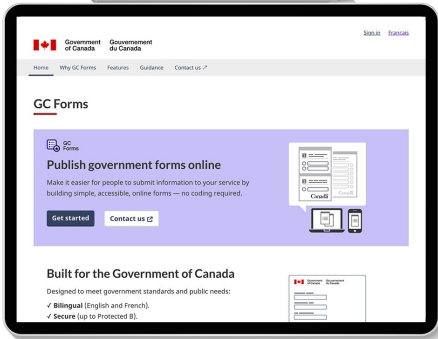 Sign in Français
Government Gouvernement
of Canada du Canada
Home Why GC Forms Features Guidance Contact us ↗
GC Forms
GC
Forms
Publish government forms online
Make it easier for people to submit information to your service by
building simple, accessible, online forms — no coding required.
Get started Contact us
Canada
Canada
Built for the Government of Canada
Designed to meet government standards and public needs:
✓ Bilingual (English and French).
✓ Secure (up to Protected B).
Government Gouvernement
of Canada du Canada